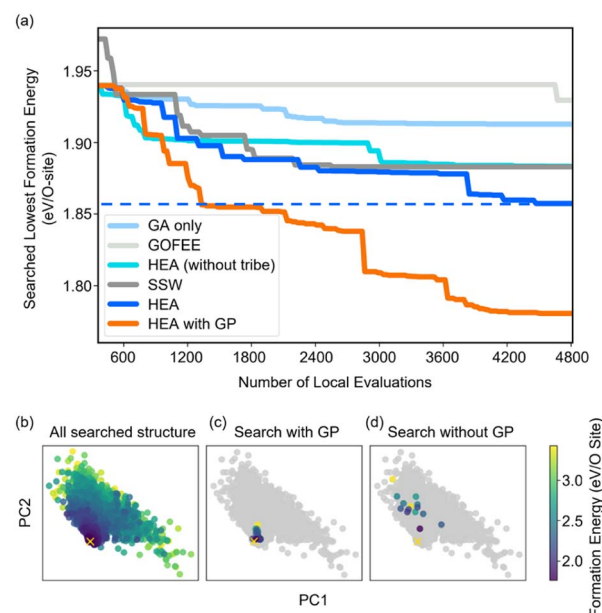 (a)
Searched Lowest Formation Energy
(eV/O-site)
1.95
1.90
1.85
1.80
GA only
GOFEE
HEA (without tribe)
SSW
HEA
HEA with GP
600
1200
1800
2400
3000
3600
4200
4800
Number of Local Evaluations
(b)
All searched structure
(c)
Search with GP
(d)
Search without GP
PC2
PC1
3.0
2.5
2.0
Formation Energy (eV/O Site)